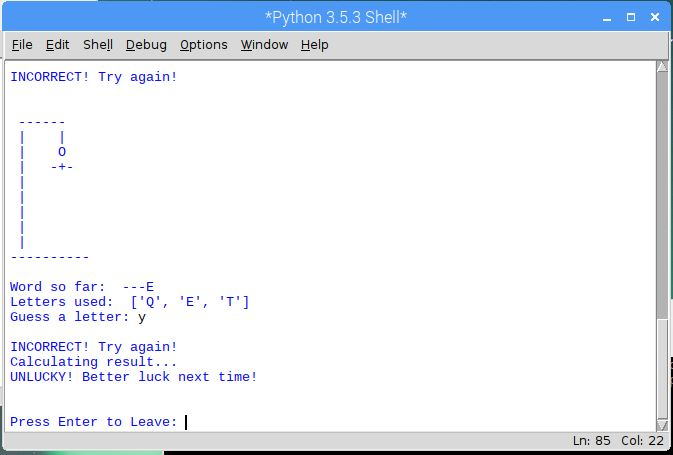 *Python 3.5.3 Shell*
File Edit Shell Debug Options Window Help
INCORRECT! Try again!
 ------
 |    |
 |    O
 |   -+-
 |
 |
 |
 |
 |
----------
Word so far:  ---E
Letters used:  ['Q', 'E', 'T']
Guess a letter: y
INCORRECT! Try again!
Calculating result...
UNLUCKY! Better luck next time!
Press Enter to Leave:
Ln: 85 Col: 22